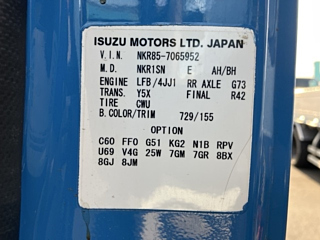 ISUZU MOTORS LTD. JAPAN
V.I.N. NKR85-7065952
M.D. NKR1SN E AH/BH
ENGINE LFB/4JJ1 RR AXLE G73
TRANS. Y5X FINAL R42
TIRE CWU
B.COLOR/TRIM 729/155
OPTION
C60 FF0 G51 KG2 N1B RPV
U69 V4G 25W 7GM 7GR 8BX
8GJ 8JM